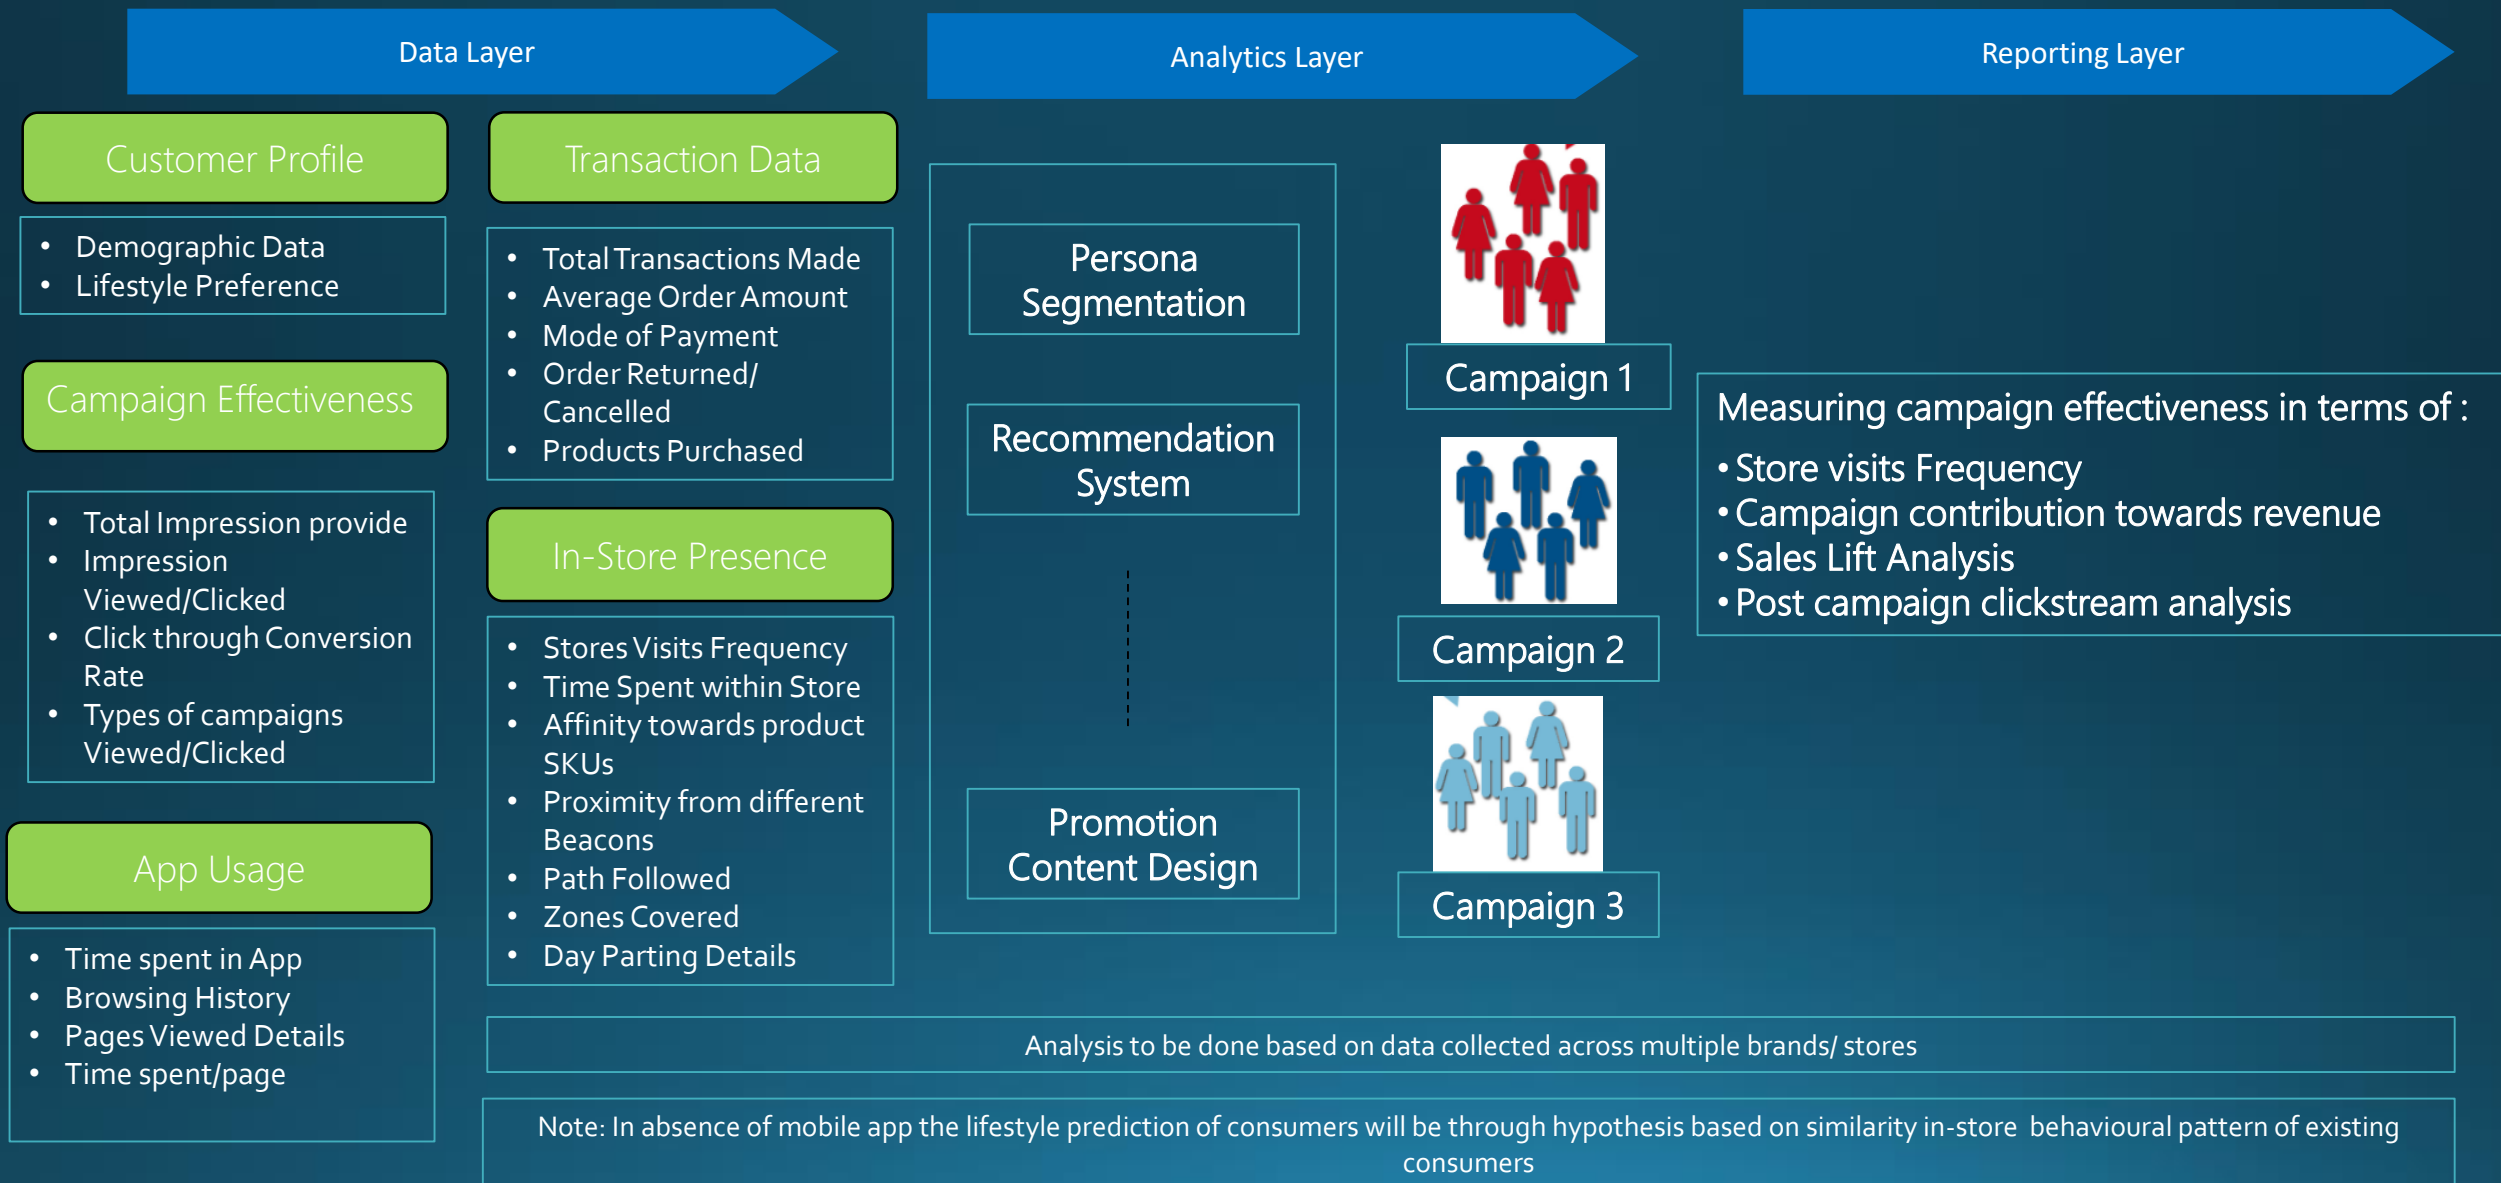 Data Layer
Analytics Layer
Reporting Layer
Customer Profile
• Demographic Data
• Lifestyle Preference
Campaign Effectiveness
• Total Impression provide
• Impression
Viewed/Clicked
• Click through Conversion
Rate
• Types of campaigns
Viewed/Clicked
App Usage
• Time spent in App
• Browsing History
• Pages Viewed Details
• Time spent/page
Transaction Data
• Total Transactions Made
• Average Order Amount
• Mode of Payment
• Order Returned/
Cancelled
• Products Purchased
In-Store Presence
• Stores Visits Frequency
• Time Spent within Store
• Affinity towards product
SKUs
• Proximity from different
Beacons
• Path Followed
• Zones Covered
• Day Parting Details
Persona
Segmentation
Recommendation
System
Promotion
Content Design
Campaign 1
Campaign 2
Campaign 3
Measuring campaign effectiveness in terms of :
• Store visits Frequency
• Campaign contribution towards revenue
• Sales Lift Analysis
• Post campaign clickstream analysis
Analysis to be done based on data collected across multiple brands/ stores
Note: In absence of mobile app the lifestyle prediction of consumers will be through hypothesis based on similarity in-store behavioural pattern of existing
consumers